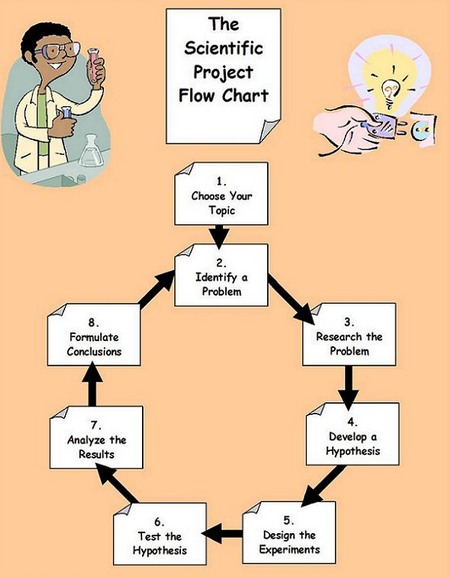 The
Scientific
Project
Flow Chart
1.
Choose Your
Topic
2.
Identify a
Problem
3.
Research the
Problem
4.
Develop a
Hypothesis
5.
Design the
Experiments
6.
Test the
Hypothesis
7.
Analyze the
Results
8.
Formulate
Conclusions